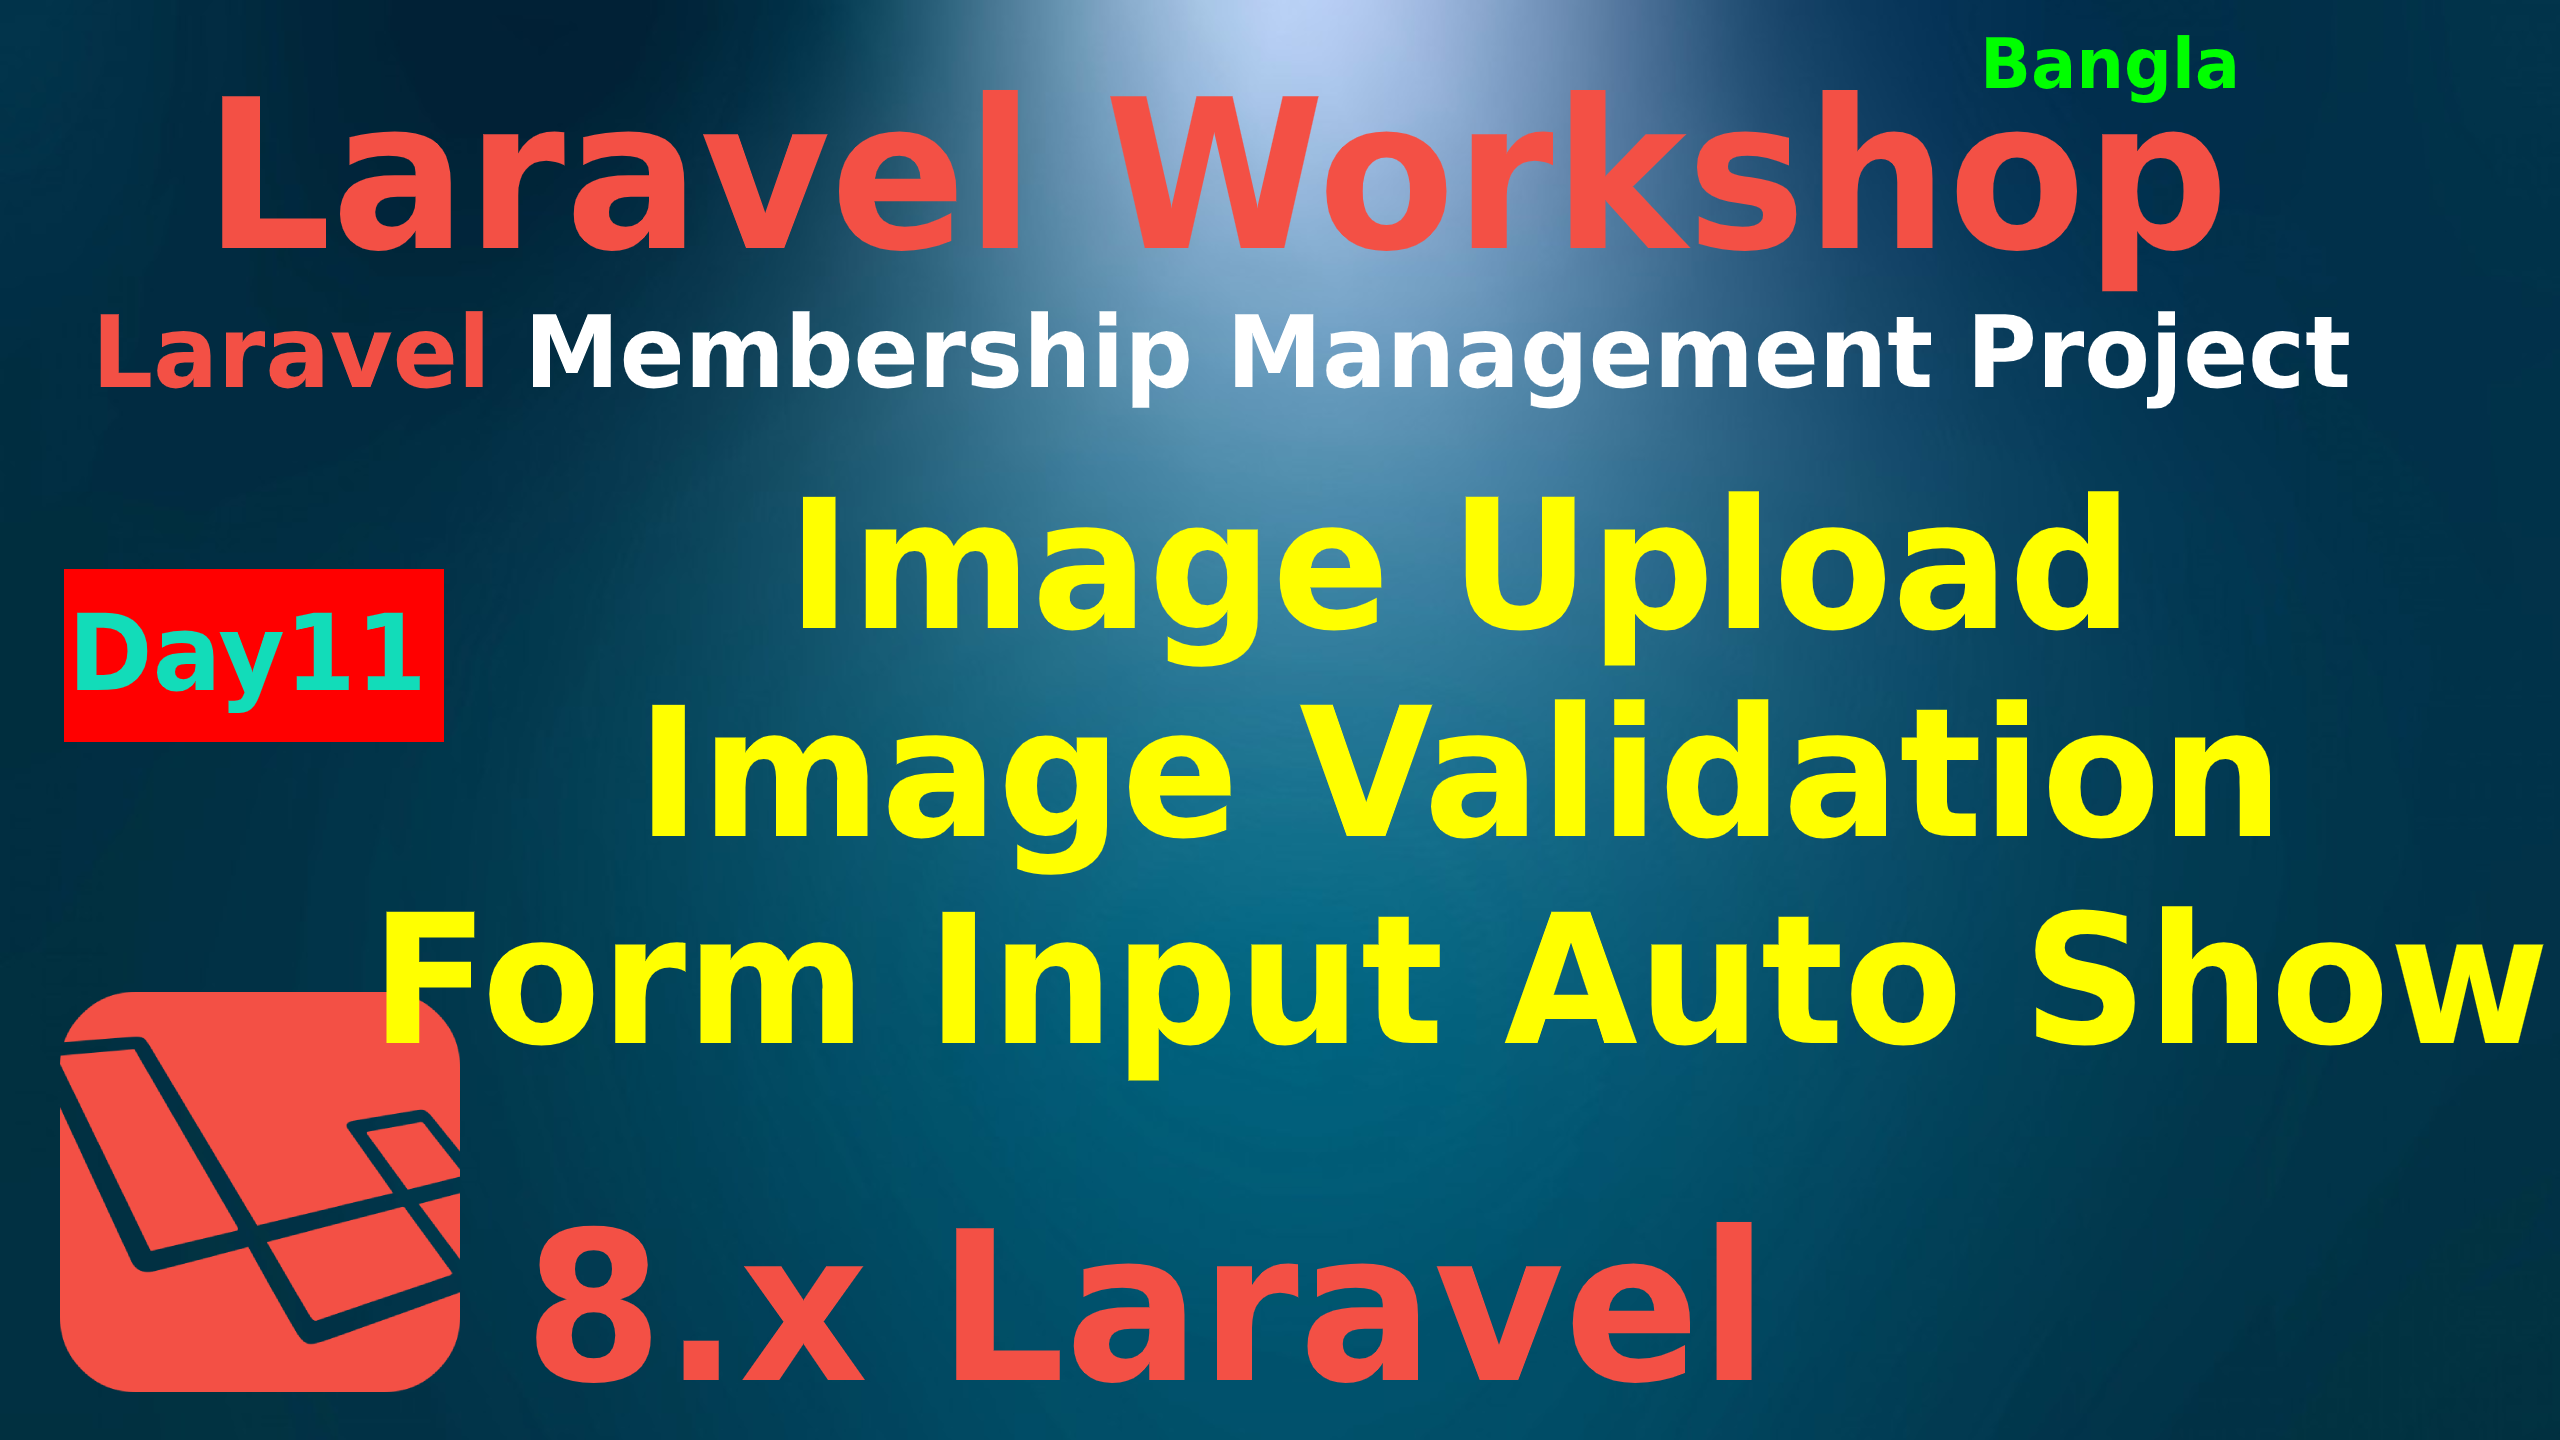 Bangla
Laravel Workshop
Laravel Membership Management Project
Image Upload
Day11
Image Validation
Form Input Auto Show
8.x Laravel